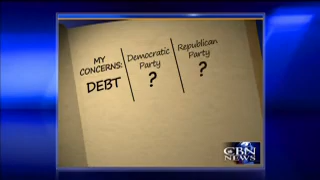 MY
CONCERNS:
DEBT
Democratic
Party
?
Republican
Party
?
CBN
NEWS